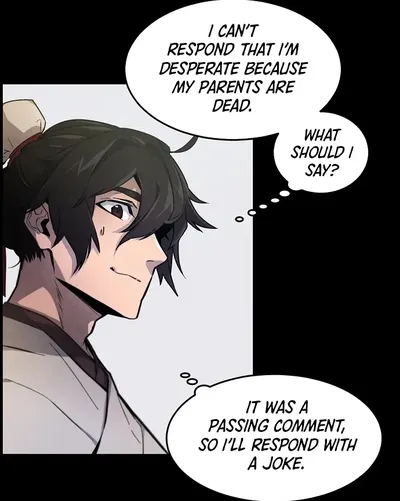 I CAN'T
RESPOND THAT I'M
DESPERATE BECAUSE
MY PARENTS ARE
DEAD.
WHAT
SHOULD I
SAY?
IT WAS A
PASSING COMMENT,
SO I'LL RESPOND WITH
A JOKE.